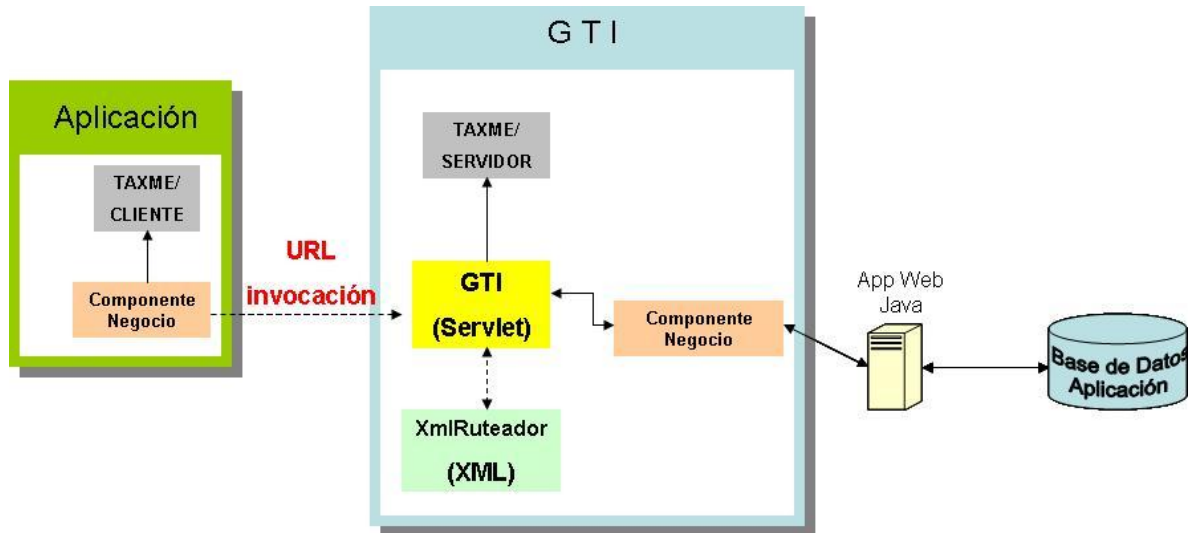 Aplicación
TAXME/
CLIENTE
Componente
Negocio
URL
invocación
G T I
TAXME/
SERVIDOR
GTI
(Servlet)
XmlRuteador
(XML)
Componente
Negocio
App Web
Java
Base de Datos
Aplicación